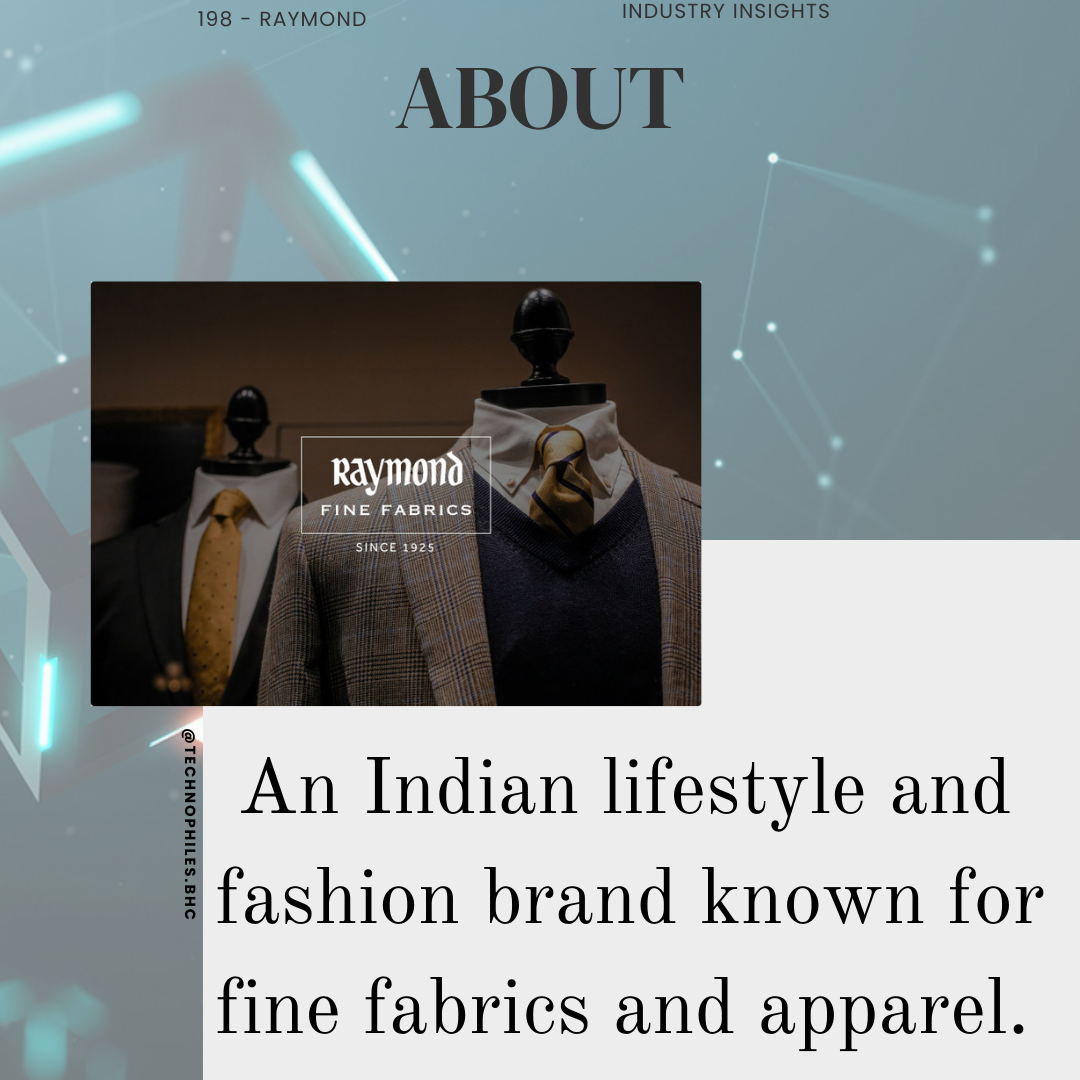 198 - RAYMOND
INDUSTRY INSIGHTS
ABOUT
Raymond
FINE FABRICS
SINCE 1925
@TECHNOPHILES.BHC
An Indian lifestyle and
fashion brand known for
fine fabrics and apparel.